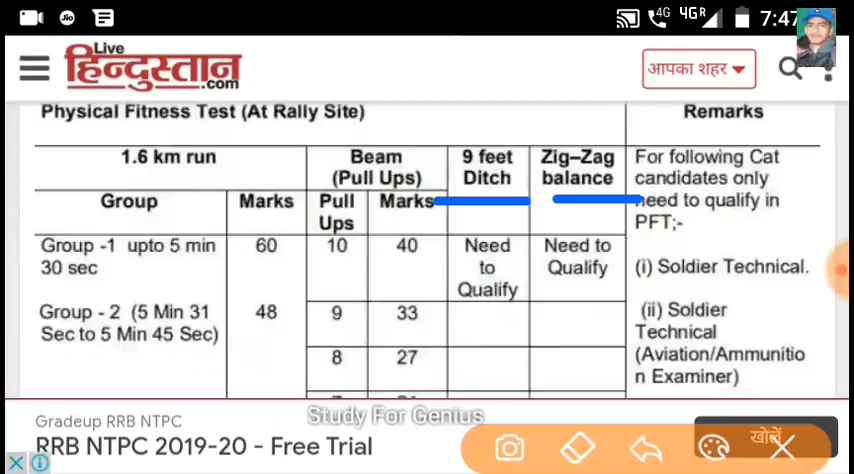 Jio
4G
4GR
7:47
Live
हिन्दुस्तान
.com
आपका शहर
Physical Fitness Test (At Rally Site)
Remarks
1.6 km run
Beam
(Pull Ups)
9 feet
Ditch
Zig–Zag
balance
For following Cat
candidates only
need to qualify in
PFT;-
Group
Marks
Pull
Ups
Marks
Group -1 upto 5 min
30 sec
60
10
40
Need
to
Qualify
Need to
Qualify
(i) Soldier Technical.
Group - 2 (5 Min 31
Sec to 5 Min 45 Sec)
48
9
33
8
27
(ii) Soldier
Technical
(Aviation/Ammunitio
n Examiner)
Study For Genius
Gradeup RRB NTPC
RRB NTPC 2019-20 - Free Trial
खोलें